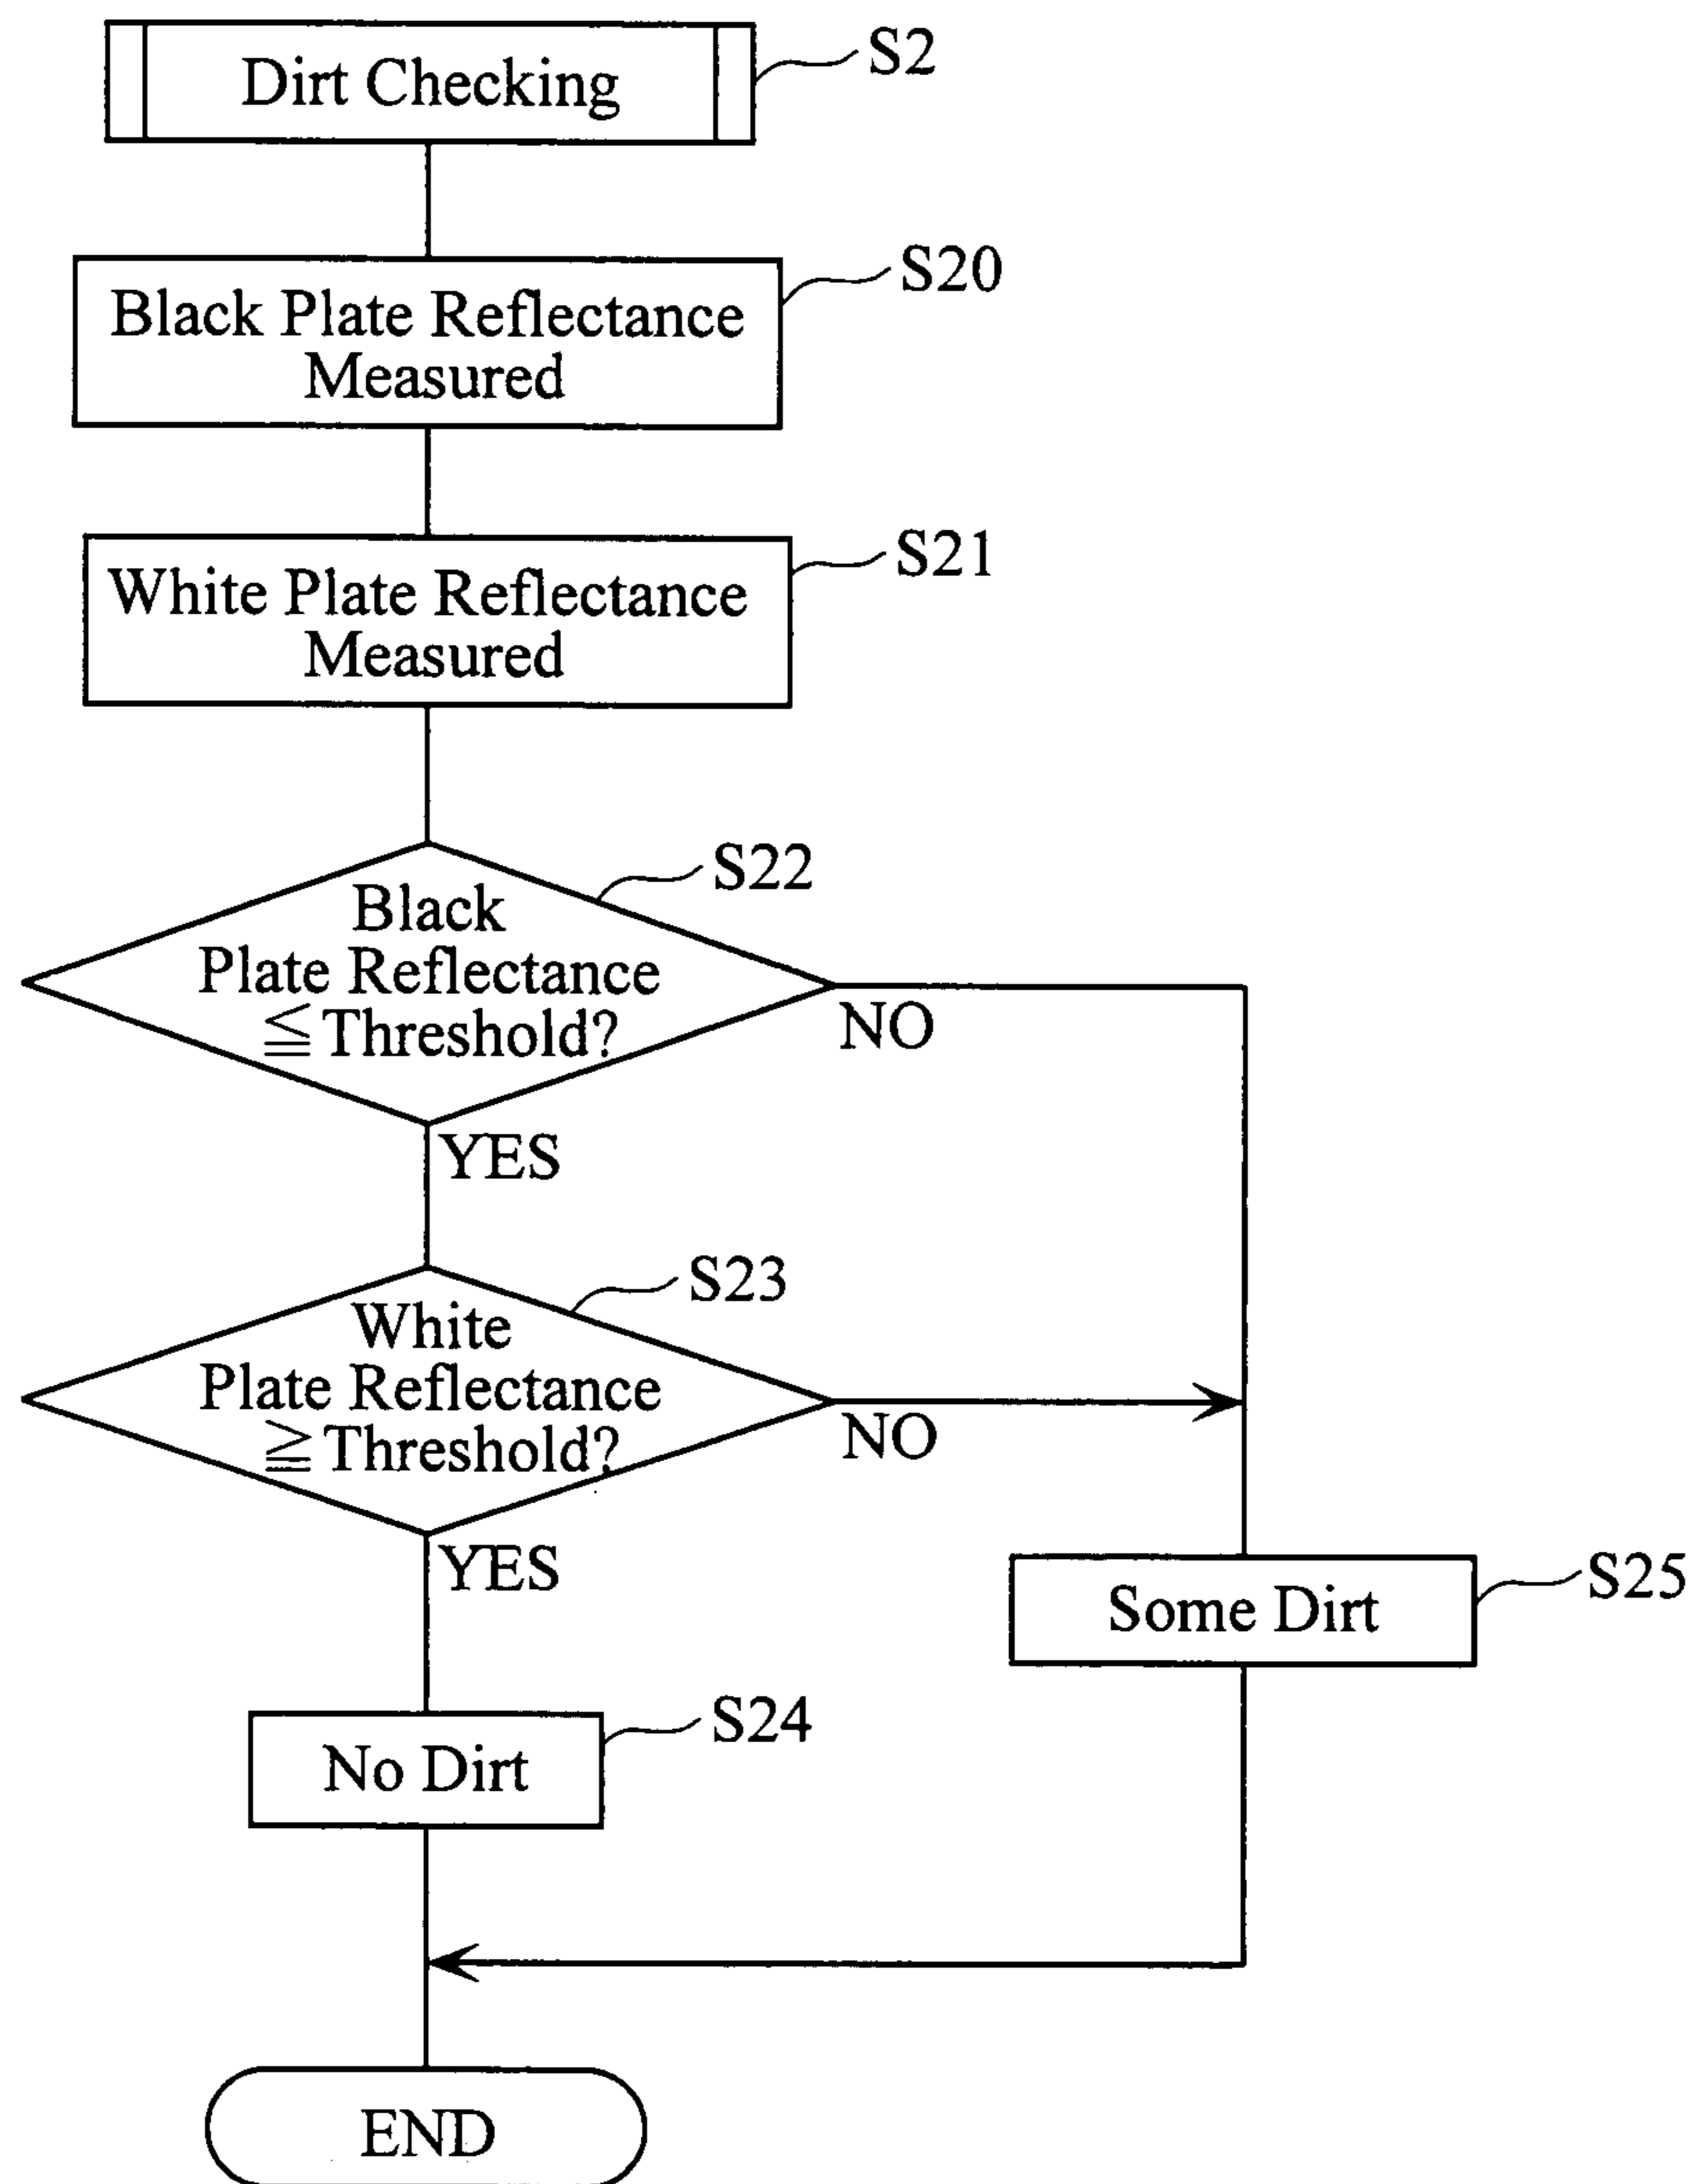 Dirt Checking
S2
Black Plate Reflectance
Measured
S20
White Plate Reflectance
Measured
S21
Black
Plate Reflectance
≦Threshold?
S22
NO
YES
White
Plate Reflectance
≧Threshold?
S23
NO
YES
Some Dirt
S25
No Dirt
S24
END